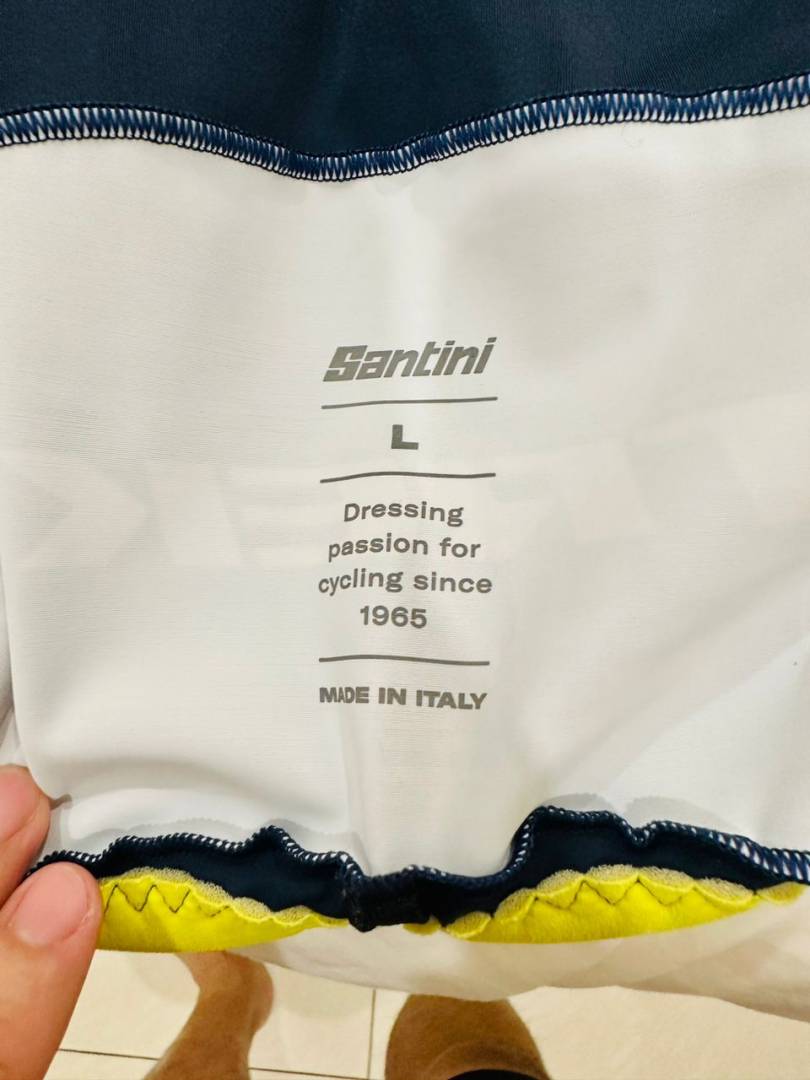 Santini
L
Dressing
passion for
cycling since
1965
MADE IN ITALY